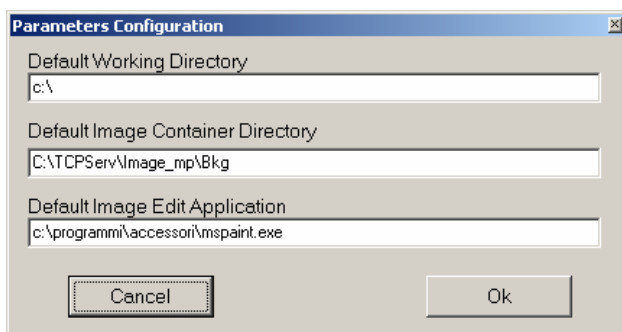 Parameters Configuration
Default Working Directory
c:\
Default Image Container Directory
C:\TCPServ\Image_mp\Bkg
Default Image Edit Application
c:\programmi\accessori\mspaint.exe
Cancel Ok